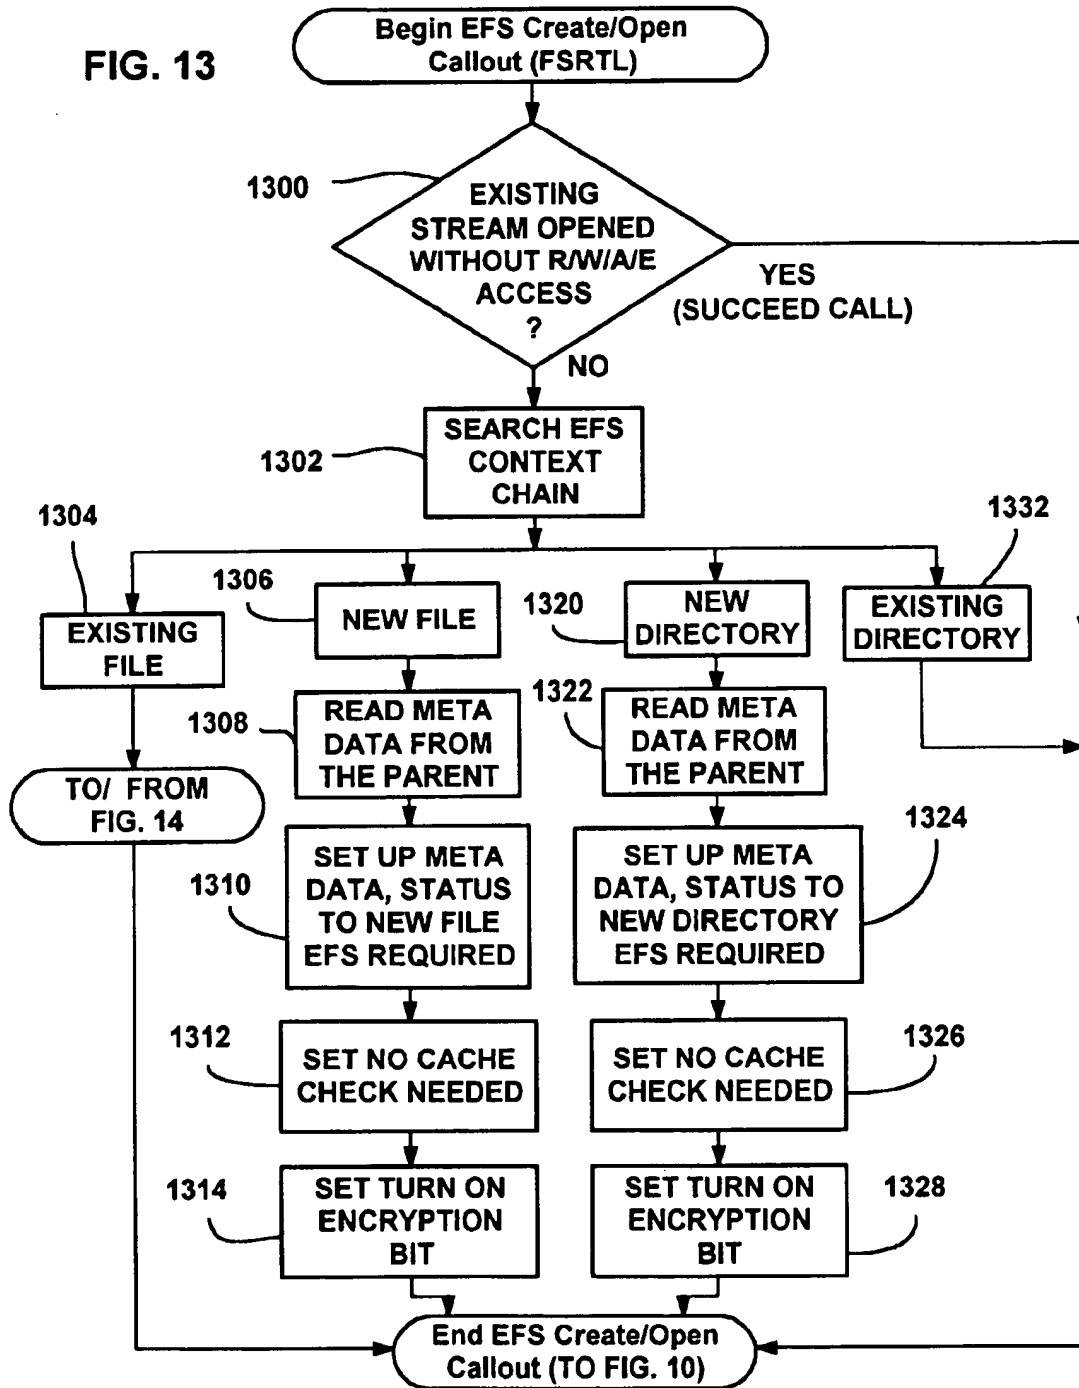 FIG. 13
Begin EFS Create/Open
Callout (FSRTL)
1300
EXISTING
STREAM OPENED
WITHOUT R/W/A/E
ACCESS
?
YES
(SUCCEED CALL)
NO
1302
SEARCH EFS
CONTEXT
CHAIN
1304
EXISTING
FILE
TO/ FROM
FIG. 14
1306
NEW FILE
1308
READ META
DATA FROM
THE PARENT
1310
SET UP META
DATA, STATUS
TO NEW FILE
EFS REQUIRED
1312
SET NO CACHE
CHECK NEEDED
1314
SET TURN ON
ENCRYPTION
BIT
1320
NEW
DIRECTORY
1322
READ META
DATA FROM
THE PARENT
1324
SET UP META
DATA, STATUS TO
NEW DIRECTORY
EFS REQUIRED
1326
SET NO CACHE
CHECK NEEDED
1328
SET TURN ON
ENCRYPTION
BIT
1332
EXISTING
DIRECTORY
End EFS Create/Open
Callout (TO FIG. 10)